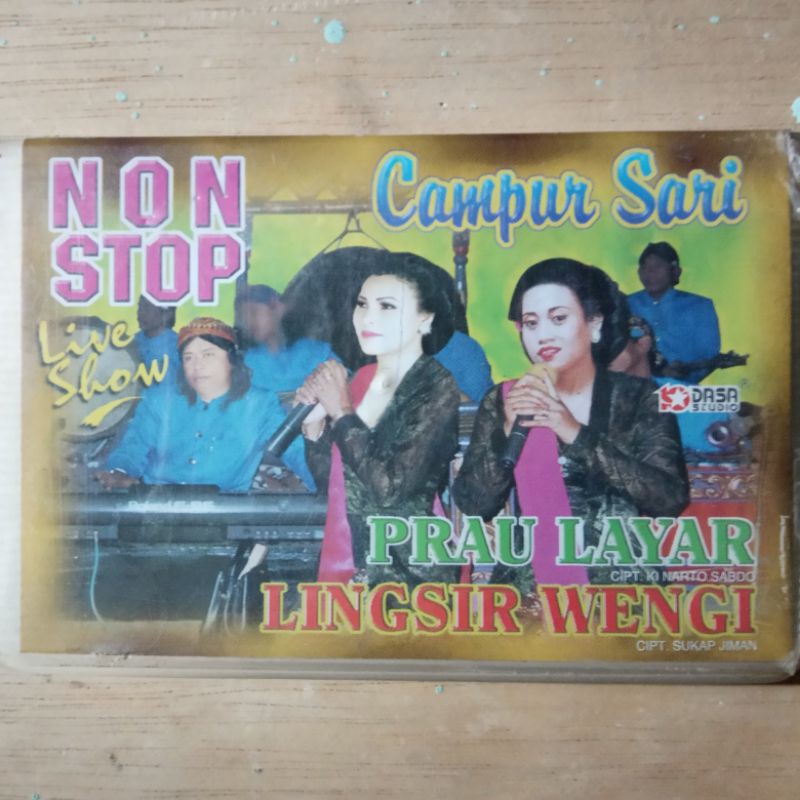 NON
STOP
Live
Show
Campur Sari
DASA
STUDIO
PRAU LAYAR
CIPT. KI NARTO SABDO
LINGSIR WENGI
CIPT. SUKAP JIMAN